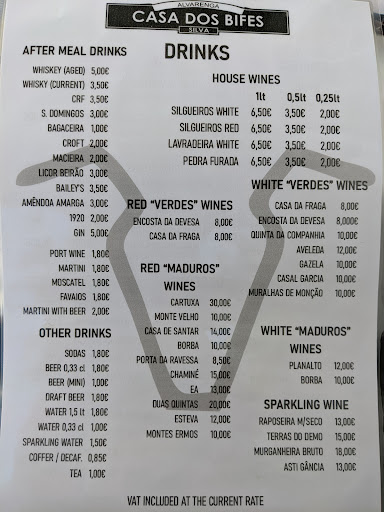 ALVARENGA
CASA DOS BIFES
SILVA
DRINKS
AFTER MEAL DRINKS
WHISKEY (AGED) 5,00€
WHISKY (CURRENT) 3,50€
CRF 3,50€
S. DOMINGOS 3,00€
BAGACEIRA 1,00€
CROFT 2,00€
MACIEIRA 2,00€
LICOR BEIRÃO 3,00€
BAILEY'S 3,50€
AMÊNDOA AMARGA 3,00€
1920 2,00€
GIN 5,00€
PORT WINE 1,80€
MARTINI 1,80€
MOSCATEL 1,80€
FAVAIOS 1,80€
MARTINI WITH BEER 2,00€
OTHER DRINKS
SODAS 1,80€
BEER 0,33 cl 1,80€
BEER (MINI) 1,00€
DRAFT BEER 1,80€
WATER 1,5 lt 1,80€
WATER 0,33 cl 1,00€
SPARKLING WATER 1,50€
COFFER / DECAF. 0,85€
TEA 1,00€
HOUSE WINES
1lt 0,5lt 0,25lt
SILGUEIROS WHITE 6,50€ 3,50€ 2,00€
SILGUEIROS RED 6,50€ 3,50€ 2,00€
LAVRADEIRA WHITE 6,50€ 3,50€ 2,00€
PEDRA FURADA 6,50€ 3,50€ 2,00€
RED "VERDES" WINES
ENCOSTA DA DEVESA 8,00€
CASA DA FRAGA 8,00€
RED "MADUROS"
WINES
CARTUXA 30,00€
MONTE VELHO 10,00€
CASA DE SANTAR 14,00€
BORBA 10,00€
PORTA DA RAVESSA 8,50€
CHAMINÉ 15,00€
EA 13,00€
DUAS QUINTAS 20,00€
ESTEVA 12,00€
MONTES ERMOS 10,00€
WHITE "VERDES" WINES
CASA DA FRAGA 8,00€
ENCOSTA DA DEVESA 8,00€
QUINTA DA COMPANHIA 10,00€
AVELEDA 12,00€
GAZELA 10,00€
CASAL GARCIA 10,00€
MURALHAS DE MONÇÃO 10,00€
WHITE "MADUROS"
WINES
PLANALTO 12,00€
BORBA 10,00€
SPARKLING WINE
RAPOSEIRA M/SECO 13,00€
TERRAS DO DEMO 15,00€
MURGANHEIRA BRUTO 18,00€
ASTI GÂNCIA 13,00€
VAT INCLUDED AT THE CURRENT RATE